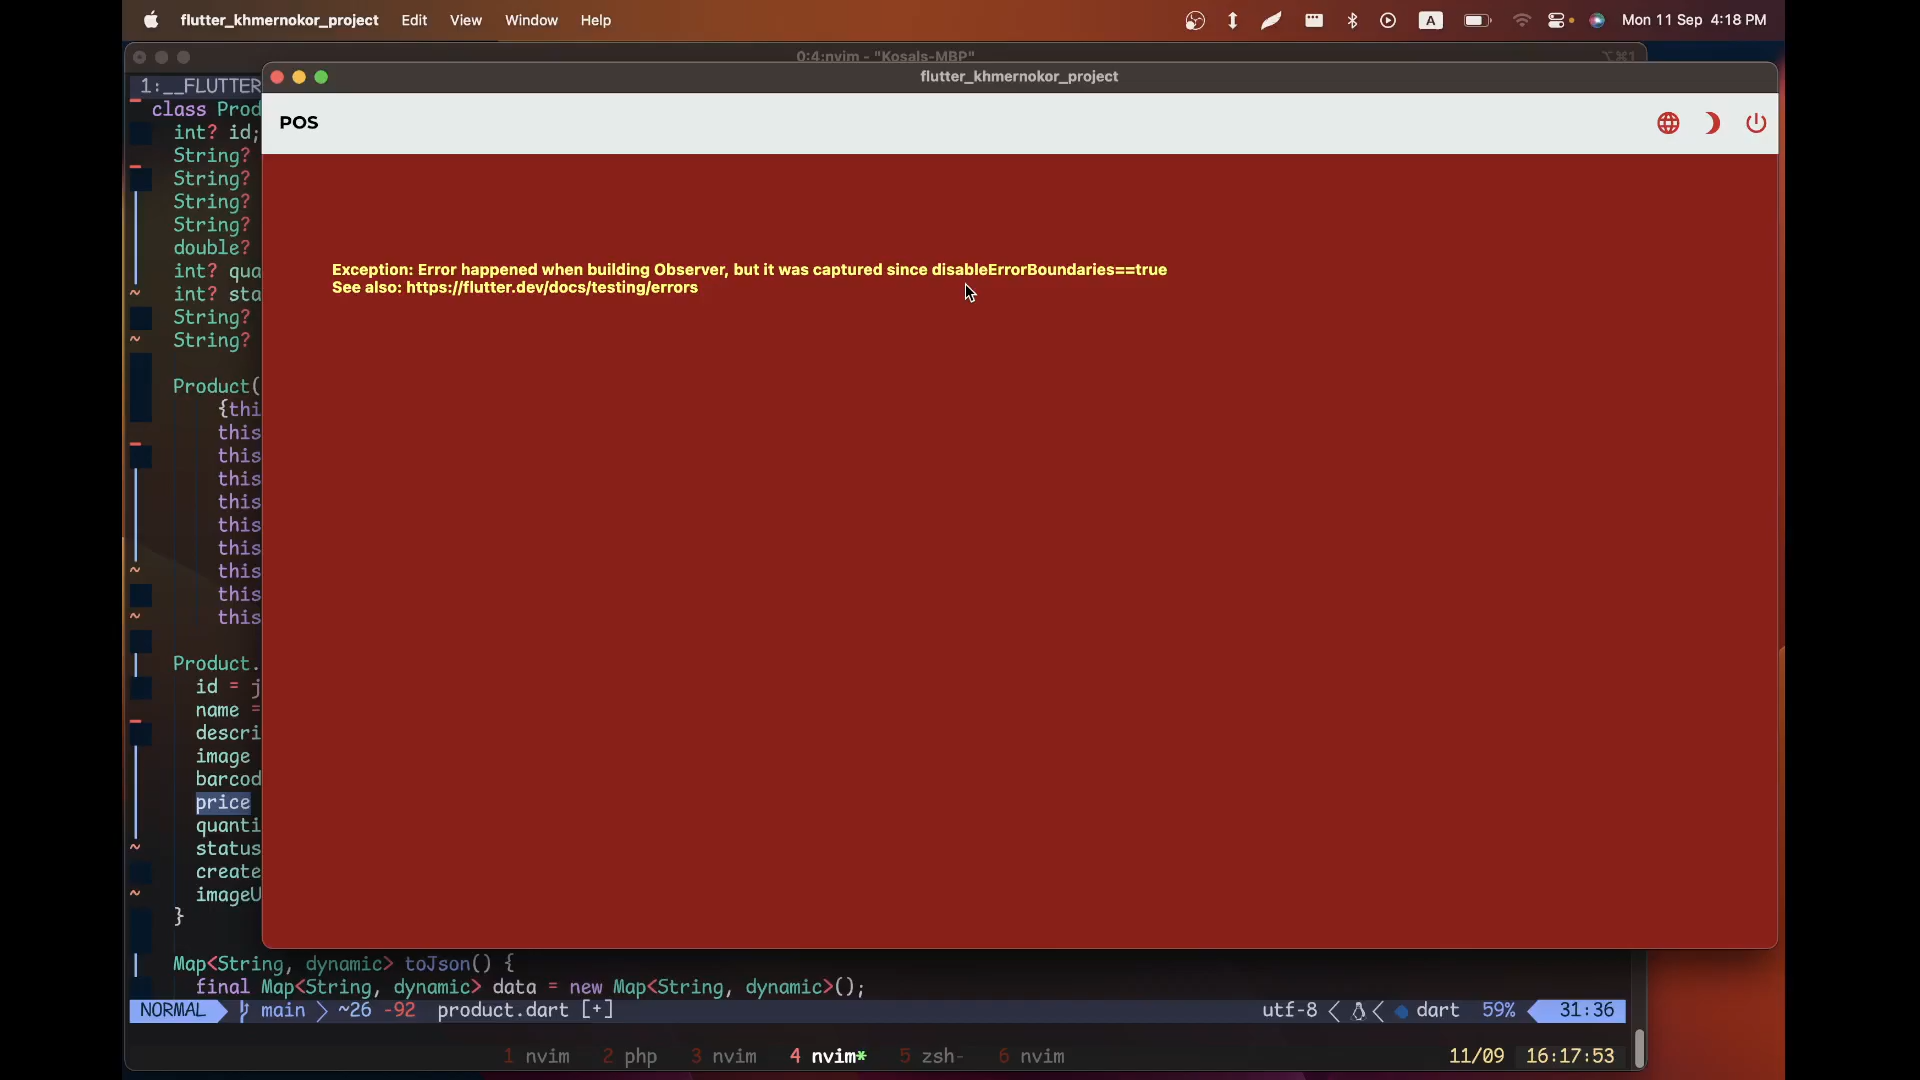 flutter_khmernokor_project Edit View Window Help A Mon 11 Sep 4:18 PM
0:4:nvim - "Kosals-MBP" ⌥⌘1
flutter_khmernokor_project
1:__FLUTTER
POS
class Prod
int? id;
String?
String?
String?
String?
double?
int? qua
int? sta
String?
String?
Exception: Error happened when building Observer, but it was captured since disableErrorBoundaries==true
See also: https://flutter.dev/docs/testing/errors
Product(
{thi
this
this
this
this
this
this
this
this
this
Product.
id = j
name =
descri
image
barcod
price
quanti
status
create
imageU
}
Map<String, dynamic> toJson() {
final Map<String, dynamic> data = new Map<String, dynamic>();
NORMAL main ~26 -92 product.dart [+] utf-8 dart 59% 31:36
1 nvim 2 php 3 nvim 4 nvim* 5 zsh- 6 nvim 11/09 16:17:53